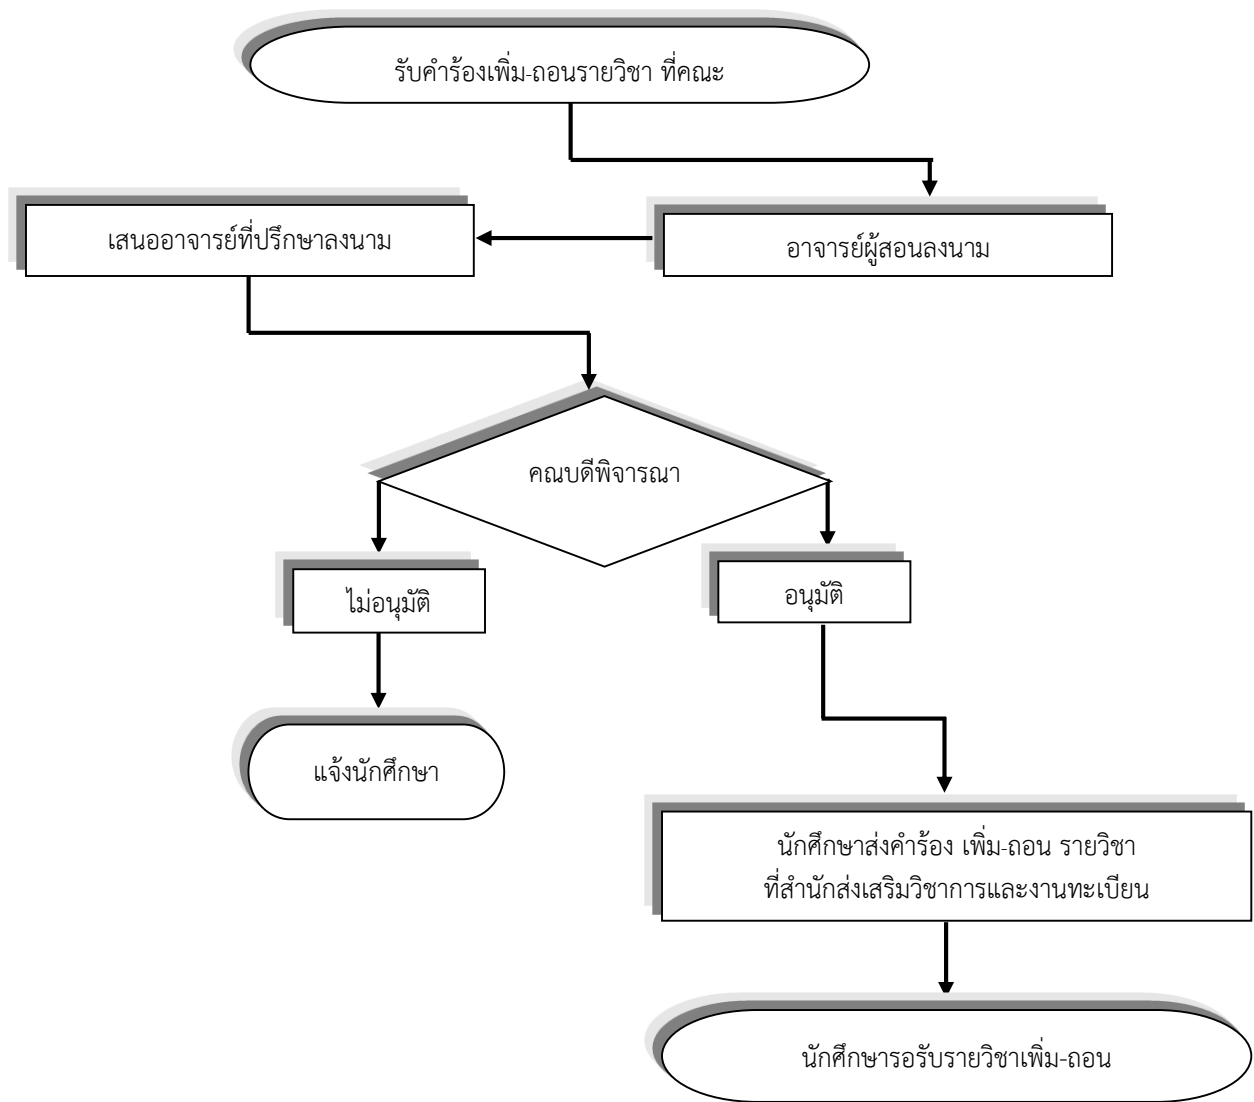 รับคำร้องเพิ่ม-ถอนรายวิชา ที่คณะ
อาจารย์ผู้สอนลงนาม
เสนออาจารย์ที่ปรึกษาลงนาม
คณบดีพิจารณา
ไม่อนุมัติ
อนุมัติ
แจ้งนักศึกษา
นักศึกษาส่งคำร้อง เพิ่ม-ถอน รายวิชา
ที่สำนักส่งเสริมวิชาการและงานทะเบียน
นักศึกษารอรับรายวิชาเพิ่ม-ถอน